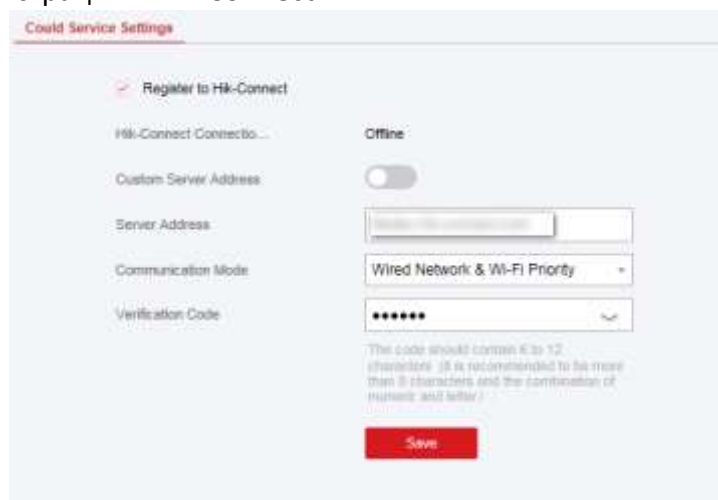 Could Service Settings
Register to Hik-Connect
Hik-Connect Connectio... Offline
Custom Server Address
Server Address
Communication Mode Wired Network & Wi-Fi Priority
Verification Code ••••••
The code should contain 6 to 12
characters (it is recommended to be more
than 8 characters and the combination of
numeric and letter)
Save